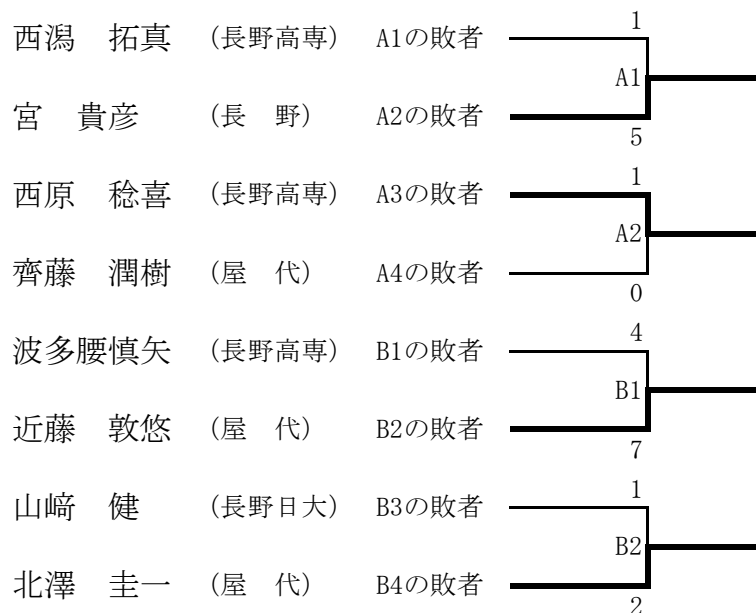 1
西潟　拓真　(長野高専)　A1の敗者
A1
宮　貴彦　(長　野)　A2の敗者
5
1
西原　稔喜　(長野高専)　A3の敗者
A2
齊藤　潤樹　(屋　代)　A4の敗者
0
4
波多腰慎矢　(長野高専)　B1の敗者
B1
近藤　敦悠　(屋　代)　B2の敗者
7
1
山﨑　健　(長野日大)　B3の敗者
B2
北澤　圭一　(屋　代)　B4の敗者
2